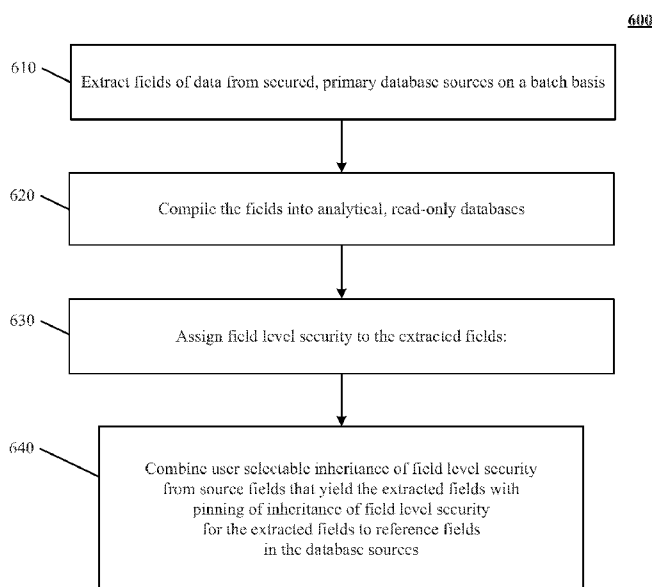 600
610
Extract fields of data from secured, primary database sources on a batch basis
620
Compile the fields into analytical, read-only databases
630
Assign field level security to the extracted fields:
640
Combine user selectable inheritance of field level security
from source fields that yield the extracted fields with
pinning of inheritance of field level security
for the extracted fields to reference fields
in the database sources